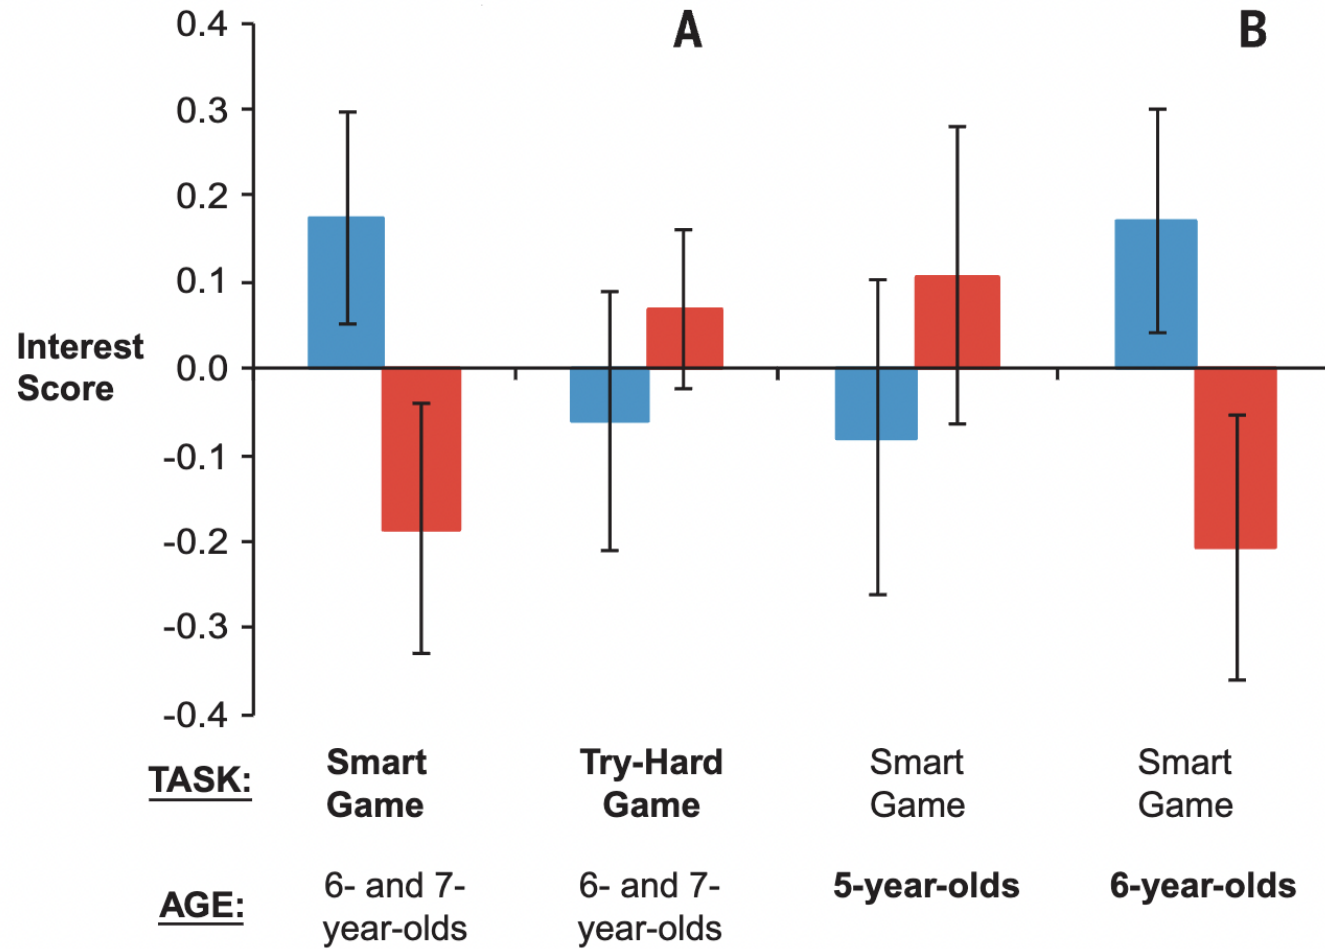 A
B
0.4
0.3
0.2
0.1
0.0
-0.1
-0.2
-0.3
-0.4
Interest
Score
TASK:
Smart
Game
Try-Hard
Game
Smart
Game
Smart
Game
AGE:
6- and 7-
year-olds
6- and 7-
year-olds
5-year-olds
6-year-olds